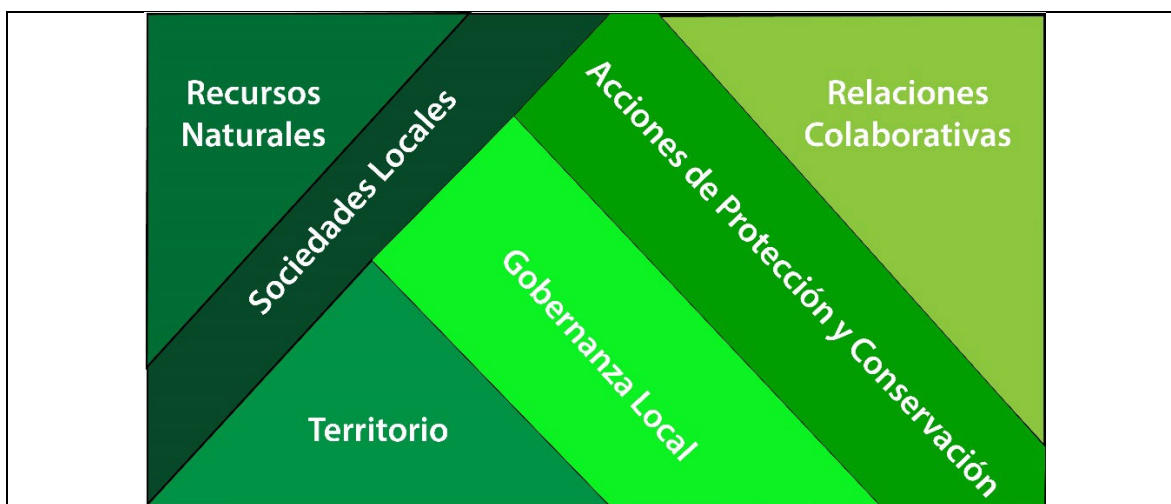 Recursos
Naturales
Sociedades Locales
Acciones de Protección y Conservación
Relaciones
Colaborativas
Gobernanza Local
Territorio